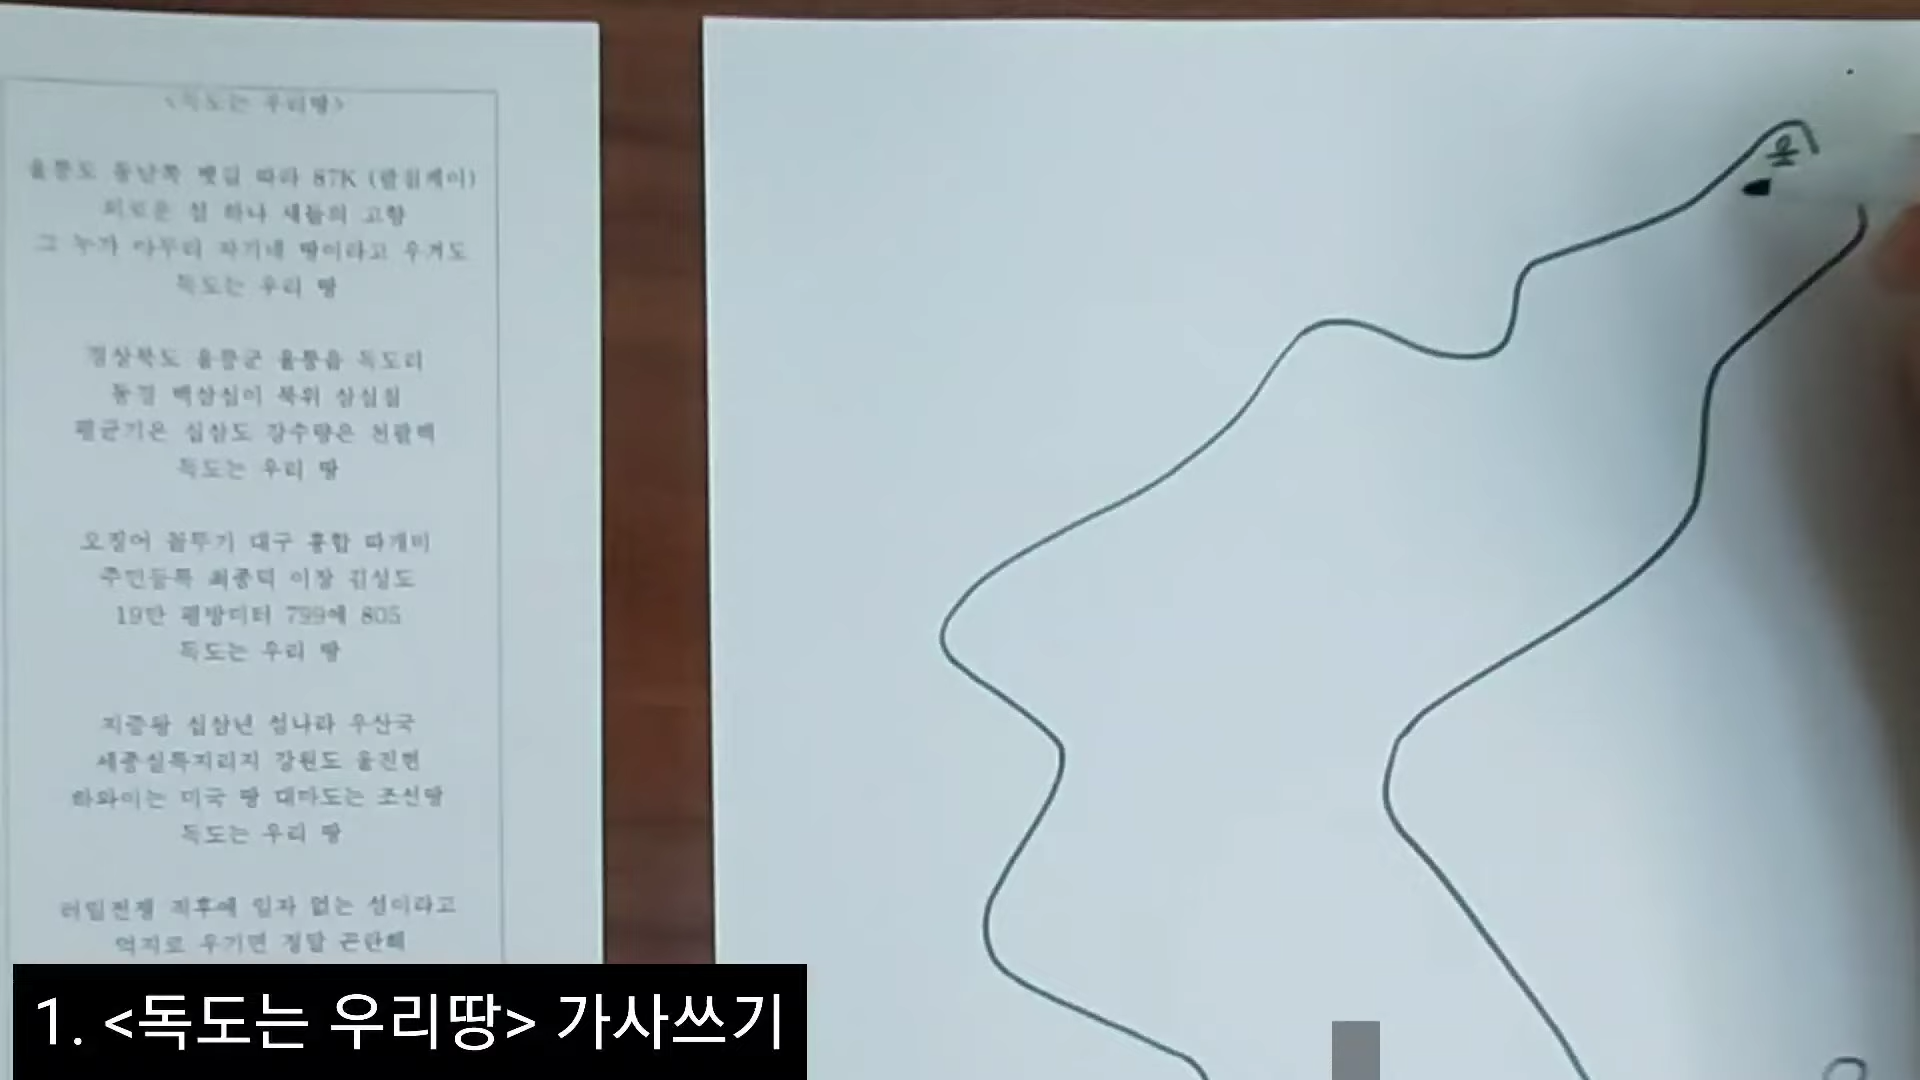 <독도는 우리땅>
울릉도 동남쪽 뱃길 따라 87K (팔칠케이)
외로운 섬 하나 새들의 고향
그 누가 아무리 자기네 땅이라고 우겨도
독도는 우리 땅
경상북도 울릉군 울릉읍 독도리
동경 백삼십이 북위 삼십칠
평균기온 십삼도 강수량은 천팔백
독도는 우리 땅
오징어 꼴뚜기 대구 홍합 따개비
주민등록 최종덕 이장 김성도
19만 평방미터 799에 805
독도는 우리 땅
지증왕 십삼년 섬나라 우산국
세종실록지리지 강원도 울진현
하와이는 미국 땅 대마도는 조선땅
독도는 우리 땅
러일전쟁 직후에 임자 없는 섬이라고
억지로 우기면 정말 곤란해
울
1. <독도는 우리땅> 가사쓰기